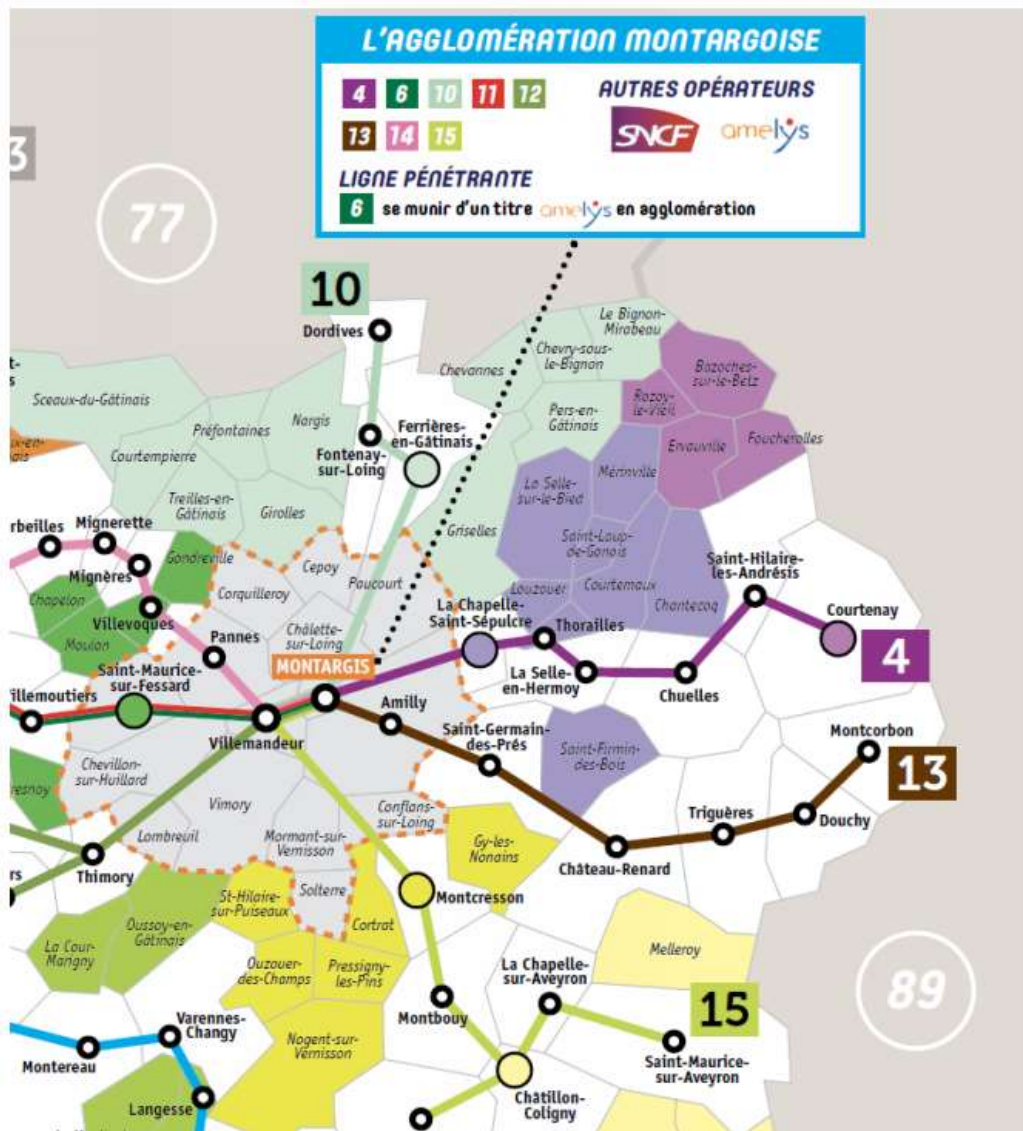 L'AGGLOMÉRATION MONTARGOISE
4 6 10 11 12
13 14 15
AUTRES OPÉRATEURS
SNCF amelys
LIGNE PÉNÉTRANTE
6 se munir d'un titre amelys en agglomération
3
77
10
Dordives
Le Bignon-
Mirabeau
Chevry-sous-
le-Bignon
Chevannes
Bazoches-
sur-le-Betz
Rozoy-
le-Vieil
Sceaux-du-Gâtinais
Nargis
Préfontaines
Courtempierre
Ferrières-
en-Gâtinais
Fontenay-
sur-Loing
Pers-en-
Gâtinais
Ervauville
Foucherolles
Mérinville
La Selle-
sur-le-Bied
Treilles-en-
Gâtinais
Girolles
Griselles
Mignerette
Mignères
Gondreville
Cepoy
Paucourt
Corquilleroy
Saint-Loup-
de-Gonois
Saint-Hilaire-
les-Andrésis
Chapelon
Villevoques
Moulon
Pannes
Châlette-
sur-Loing
Louzouer
Courtemaux
Chantecoq
La Chapelle-
Saint-Sépulcre
Thorailles
Courtenay
4
MONTARGIS
Saint-Maurice-
sur-Fessard
La Selle-
en-Hermoy
Chuelles
illemoutiers
Villemandeur
Amilly
Saint-Germain-
des-Prés
Saint-Firmin-
des-Bois
Montcorbon
13
Chevillon-
sur-Huillard
resnoy
Vimory
Conflans-
sur-Loing
Triguères
Douchy
Lombreuil
Mormant-sur-
Vernisson
Gy-les-
Nonains
Château-Renard
Thimory
rs
St-Hilaire-
sur-Puiseaux
Solterre
Montcresson
Cortrat
Oussoy-en-
Gâtinais
La Cour-
Marigny
Ouzouer-
des-Champs
Pressigny-
les-Pins
Melleroy
La Chapelle-
sur-Aveyron
89
15
Montbouy
Varennes-
Changy
Nogent-sur-
Vernisson
Montereau
Saint-Maurice-
sur-Aveyron
Châtillon-
Coligny
Langesse